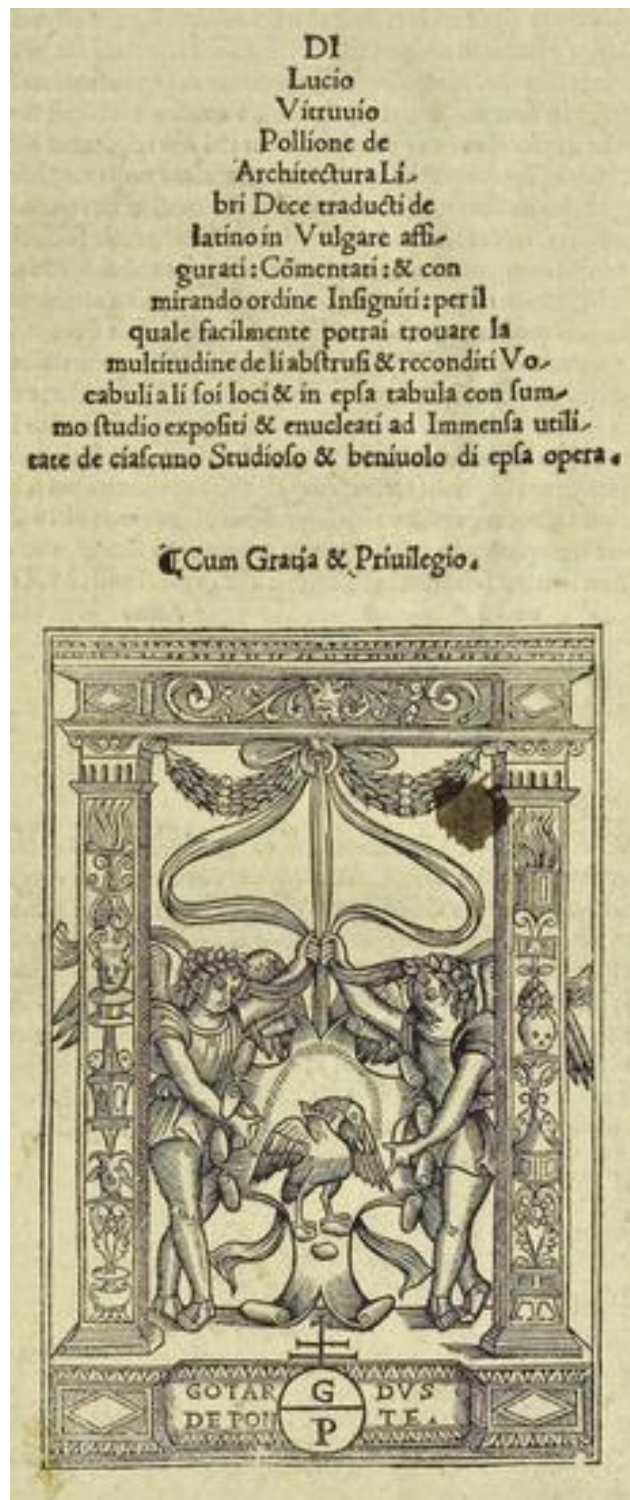 DI
Lucio
Vitruuio
Pollione de
Architectura Li-
bri Dece traducti de
latino in Vulgare affi-
gurati: Cõmentati: & con
mirando ordine Insigniti: per il
quale facilmente potrai trouare la
multitudine de li abſtruſi & reconditi Vo-
cabuli a li ſoi loci & in epſa tabula con ſum-
mo ſtudio expoſiti & enucleati ad Immenſa utili-
tate de ciaſcuno Studioſo & beniuolo di epſa opera.
¶Cum Gratia & Priuilegio.
GOTAR G DVS
DE PON P TE.